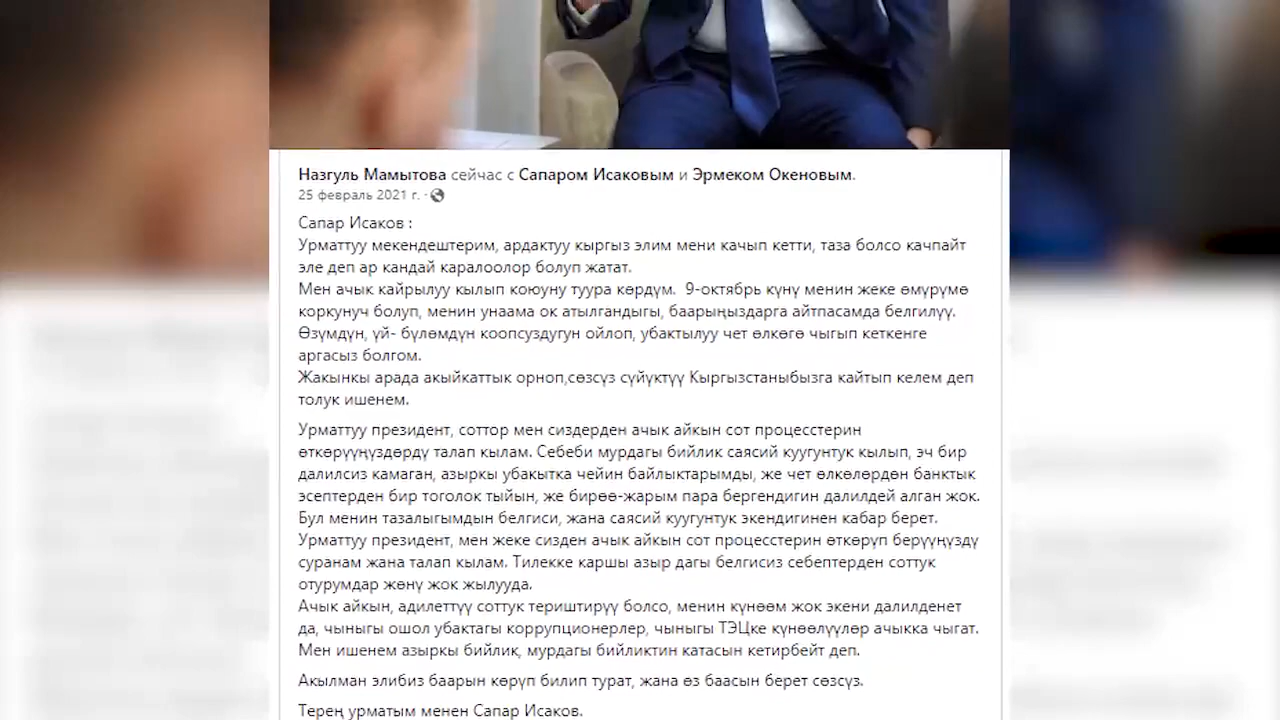 Назгуль Мамытова сейчас с Сапаром Исаковым и Эрмеком Океновым.
25 февраль 2021 г. ·
Сапар Исаков :
Урматтуу мекендештерим, ардактуу кыргыз элим мени качып кетти, таза болсо качпайт
эле деп ар кандай каралоолор болуп жатат.
Мен ачык кайрылуу кылып коюуну туура көрдүм. 9-октябрь күнү менин жеке өмүрүмө
коркунуч болуп, менин унаама ок атылгандыгы, баарыңыздарга айтпасамда белгилүү.
Өзүмдүн, үй- бүлөмдүн коопсуздугун ойлоп, убактылуу чет өлкөгө чыгып кеткенге
аргасыз болгом.
Жакынкы арада акыйкаттык орноп,сөзсүз сүйүктүү Кыргызстаныбызга кайтып келем деп
толук ишенем.
Урматтуу президент, соттор мен сиздерден ачык айкын сот процесстерин
өткөрүүңүздөрдү талап кылам. Себеби мурдагы бийлик саясий куугунтук кылып, эч бир
далилсиз камаган, азыркы убакытка чейин байлыктарымды, же чет өлкөлөрдөн банктык
эсептерден бир тоголок тыйын, же бирөө-жарым пара бергендигин далилдей алган жок.
Бул менин тазалыгымдын белгиси, жана саясий куугунтук экендигинен кабар берет.
Урматтуу президент, мен жеке сизден ачык айкын сот процесстерин өткөруп берүүңүздү
суранам жана талап кылам. Тилекке каршы азыр дагы белгисиз себептерден соттук
отурумдар жөнү жок жылууда.
Ачык айкын, адилеттүү соттук териштирүү болсо, менин күнөөм жок экени далилденет
да, чыныгы ошол убактагы коррупционерлер, чыныгы ТЭЦке күнөөлүүлөр ачыкка чыгат.
Мен ишенем азыркы бийлик, мурдагы бийликтин катасын кетирбейт деп.
Акылман элибиз баарын көрүп билип турат, жана өз баасын берет сөзсүз.
Терең урматым менен Сапар Исаков.